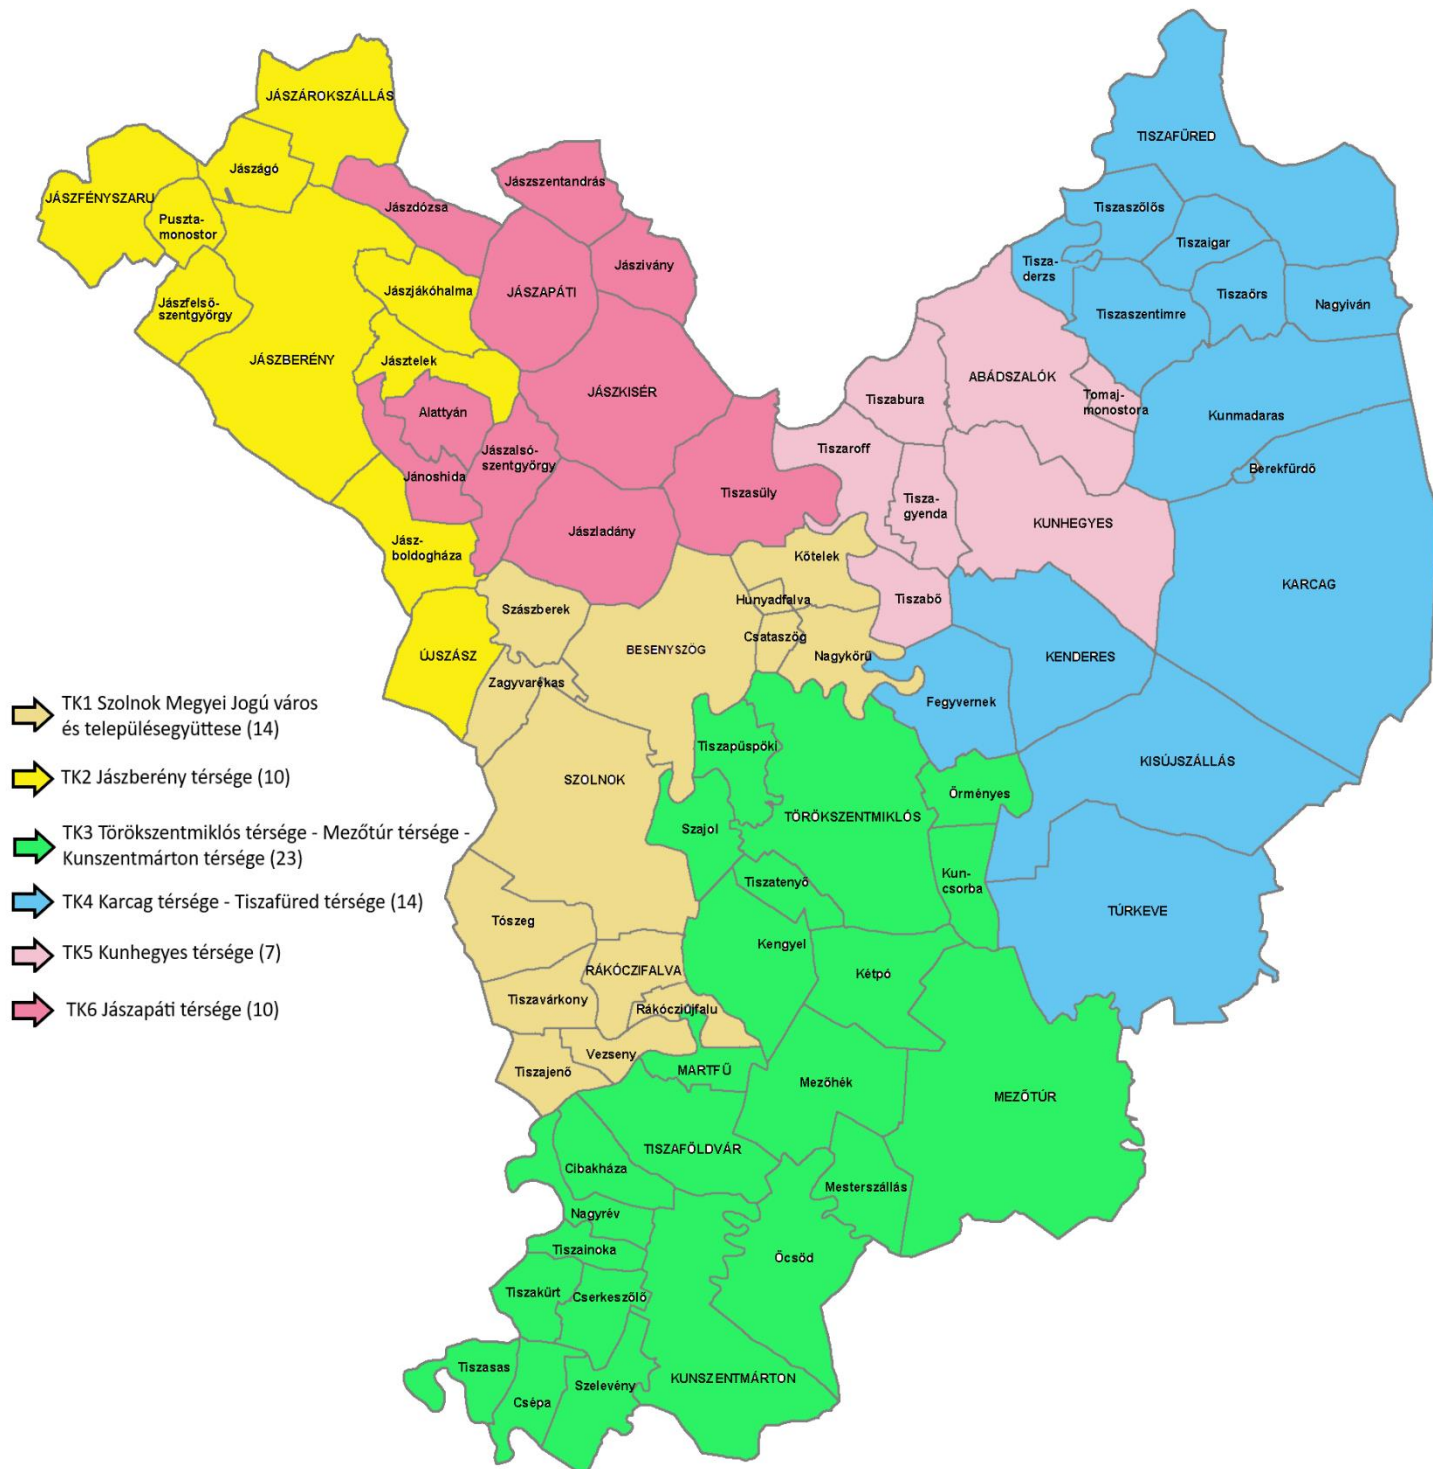 JÁSZÁROKSZÁLLÁS
TISZAFÜRED
Jászágó
Jászszentandrás
JÁSZFÉNYSZARU
Jászdózsa
Tiszaszőlős
Puszta-
monostor
Tiszaigar
Jászivány
Tisza-
derzs
JÁSZAPÁTI
Jászjákóhalma
Tiszaörs
Nagyiván
Jászfelső-
szentgyörgy
Tiszaszentimre
JÁSZBERÉNY
Jásztelek
ABÁDSZALÓK
JÁSZKISÉR
Tiszabura
Tomaj-
monostora
Kunmadaras
Alattyán
Tiszaroff
Jászalsó-
szentgyörgy
Berekfürdő
Jánoshida
Tiszasüly
Tisza-
gyenda
KUNHEGYES
Jászladány
Jász-
boldogháza
Kőtelek
KARCAG
Hunyadfalva
Tiszabő
Szászberek
Csataszög
BESENYSZÖG
ÚJSZÁSZ
Nagykörű
KENDERES
Zagyvarékas
Fegyvernek
TK1 Szolnok Megyei Jogú város
és településegyüttese (14)
Tiszapüspöki
KISÚJSZÁLLÁS
TK2 Jászberény térsége (10)
SZOLNOK
Örményes
TÖRÖKSZENTMIKLÓS
TK3 Törökszentmiklós térsége - Mezőtúr térsége -
Kunszentmárton térsége (23)
Szajol
Kun-
csorba
Tiszatenyő
TK4 Karcag térsége - Tiszafüred térsége (14)
TÚRKEVE
Tószeg
Kengyel
TK5 Kunhegyes térsége (7)
RÁKÓCZIFALVA
Kétpó
Tiszavárkony
TK6 Jászapáti térsége (10)
Rákócziújfalu
Vezseny
Tiszajenő
MARTFŰ
Mezőhék
MEZŐTÚR
TISZAFÖLDVÁR
Cibakháza
Mesterszállás
Nagyrév
Tiszainoka
Öcsöd
Tiszakürt
Cserkeszőlő
Tiszasas
KUNSZENTMÁRTON
Szelevény
Csépa